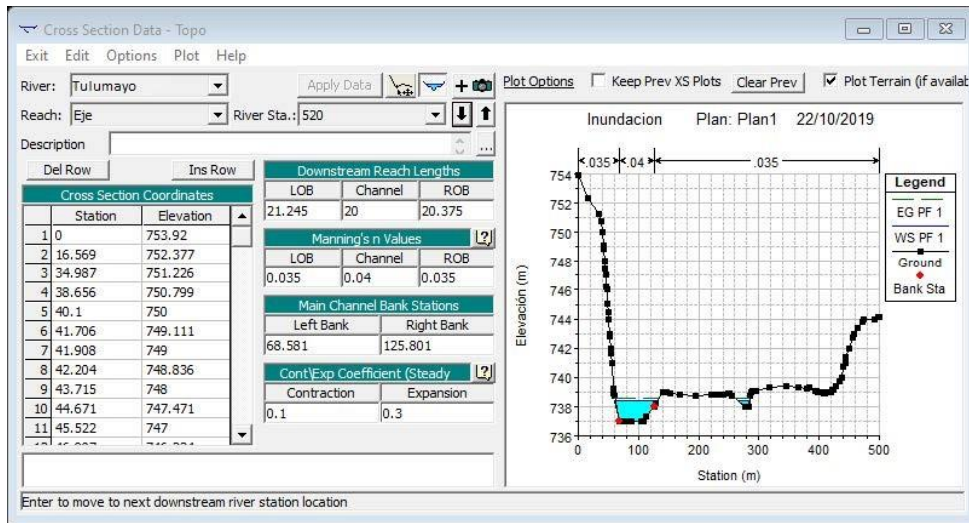 Cross Section Data - Topo
Exit Edit Options Plot Help
River: Tulumayo Apply Data
Reach: Eje River Sta.: 520
Description ...
Del Row Ins Row
Cross Section Coordinates
Station Elevation
1 0 753.92
2 16.569 752.377
3 34.987 751.226
4 38.656 750.799
5 40.1 750
6 41.706 749.111
7 41.908 749
8 42.204 748.836
9 43.715 748
10 44.671 747.471
11 45.522 747
Downstream Reach Lengths
LOB Channel ROB
21.245 20 20.375
Manning's n Values ?
LOB Channel ROB
0.035 0.04 0.035
Main Channel Bank Stations
Left Bank Right Bank
68.581 125.801
Cont\Exp Coefficient (Steady ?
Contraction Expansion
0.1 0.3
Plot Options Keep Prev XS Plots Clear Prev Plot Terrain (if availab
Inundacion Plan: Plan1 22/10/2019
.035 .04 .035
754
752
750
748
746
744
742
740
738
736
Elevación (m)
0 100 200 300 400 500
Station (m)
Legend
EG PF 1
WS PF 1
Ground
Bank Sta
Enter to move to next downstream river station location